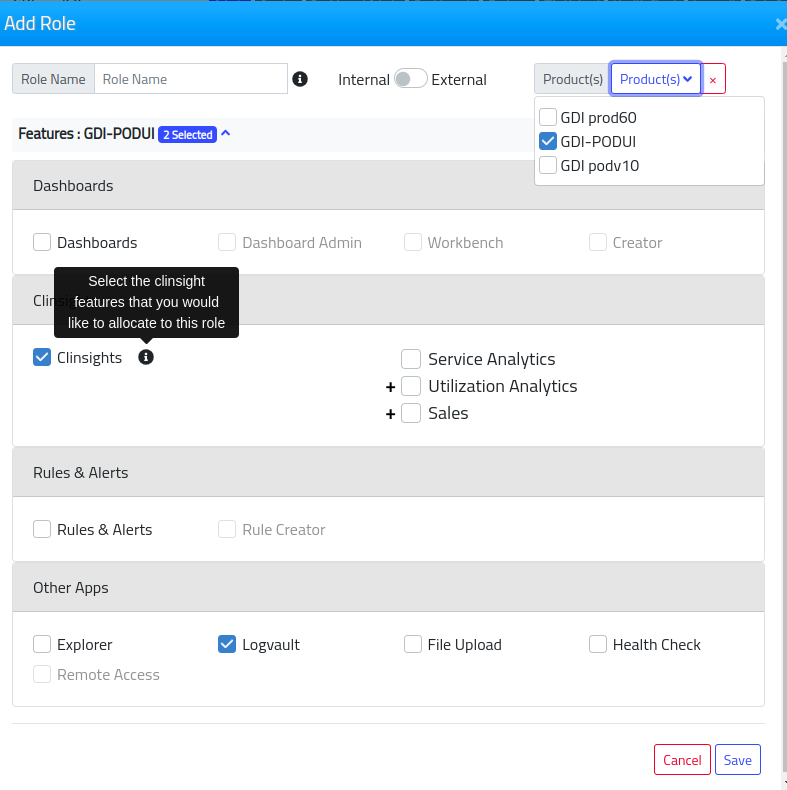 Add Role
Role Name
Role Name
Internal
External
Product(s)
Product(s)
×
GDI prod60
GDI-PODUI
GDI podv10
Features : GDI-PODUI 2 Selected
Dashboards
Dashboards
Dashboard Admin
Workbench
Creator
Select the clinsight
features that you would
like to allocate to this role
Clinsights
Service Analytics
+ Utilization Analytics
+ Sales
Rules & Alerts
Rules & Alerts
Rule Creator
Other Apps
Explorer
Logvault
File Upload
Health Check
Remote Access
Cancel
Save